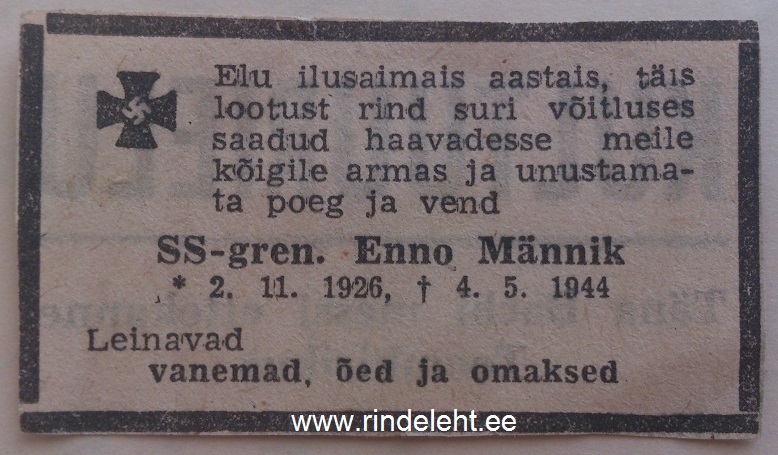 Elu ilusaimais aastais, täis
lootust rind suri võitluses
saadud haavadesse meile
kõigile armas ja unustama-
ta poeg ja vend
SS-gren. Enno Männik
* 2. 11. 1926, † 4. 5. 1944
Leinavad
vanemad, õed ja omaksed
www.rindeleht.ee